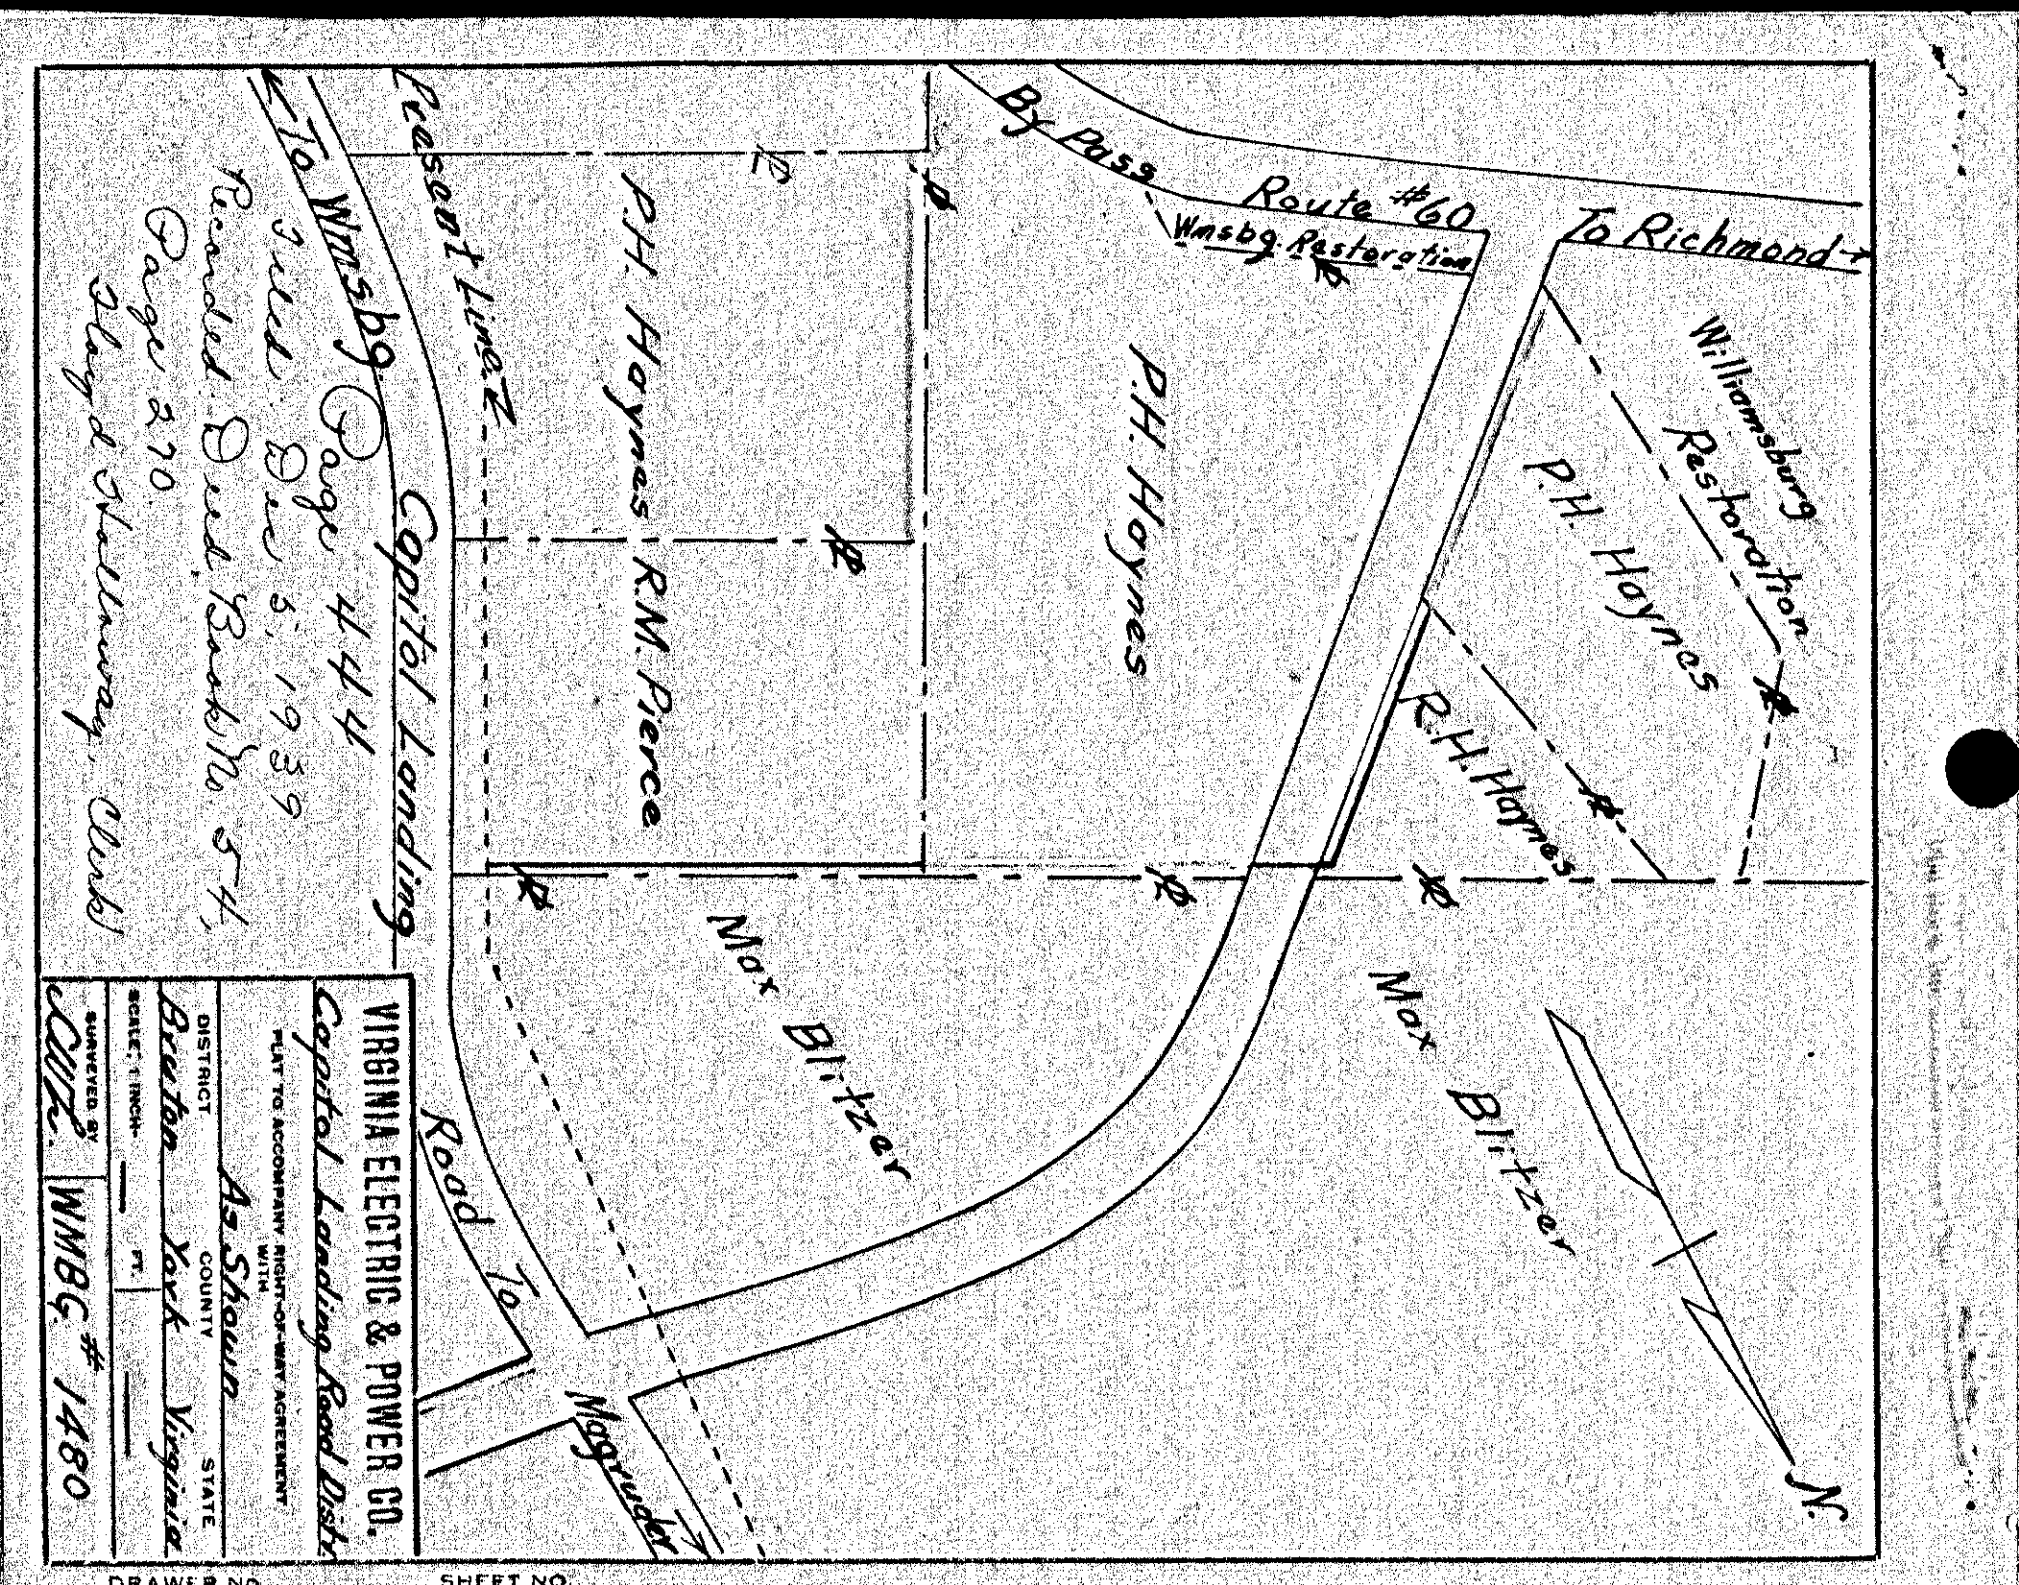 By Pass
Route #60
To Richmond
Wmsbg. Restoration
Williamsburg
Restoration
P.H. Haynes
R.H. Haynes
P.H. Haynes
P.H. Haynes
R.M. Pierce
Present Line
To Wmsbg.
Capitol Landing
Road To
Magruder
Max Blitzer
Max Blitzer
N.
Page 444
Filed. Dec 5, 1939
Recorded. Deed Book No. 54,
Page 270.
Floyd Holloway, Clerk
VIRGINIA ELECTRIC & POWER CO.
Capitol Landing Road Distr.
PLAT TO ACCOMPANY RIGHT-OF-WAY AGREEMENT
WITH
As Shown
DISTRICT COUNTY STATE
Bruton York Virginia
SCALE: 1 INCH- FT.
SURVEYED BY
WMBG. # 1480
DRAWER NO.
SHEET NO.